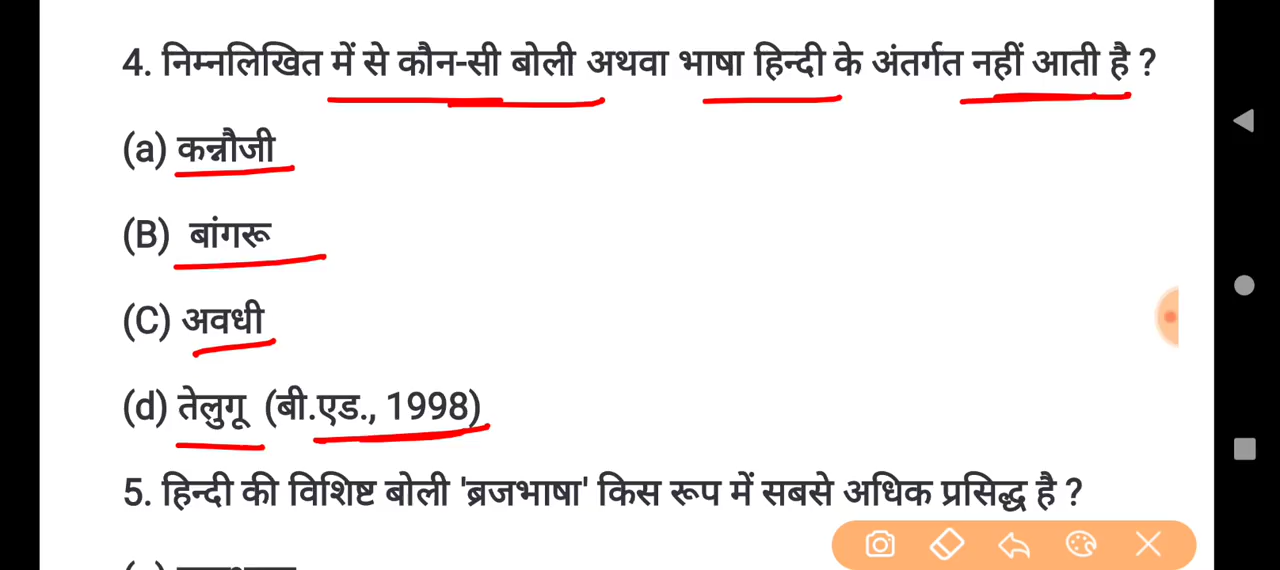 4. निम्नलिखित में से कौन-सी बोली अथवा भाषा हिन्दी के अंतर्गत नहीं आती है ?
(a) कन्नौजी
(B) बांगरू
(C) अवधी
(d) तेलुगू (बी.एड., 1998)
5. हिन्दी की विशिष्ट बोली 'ब्रजभाषा' किस रूप में सबसे अधिक प्रसिद्ध है ?